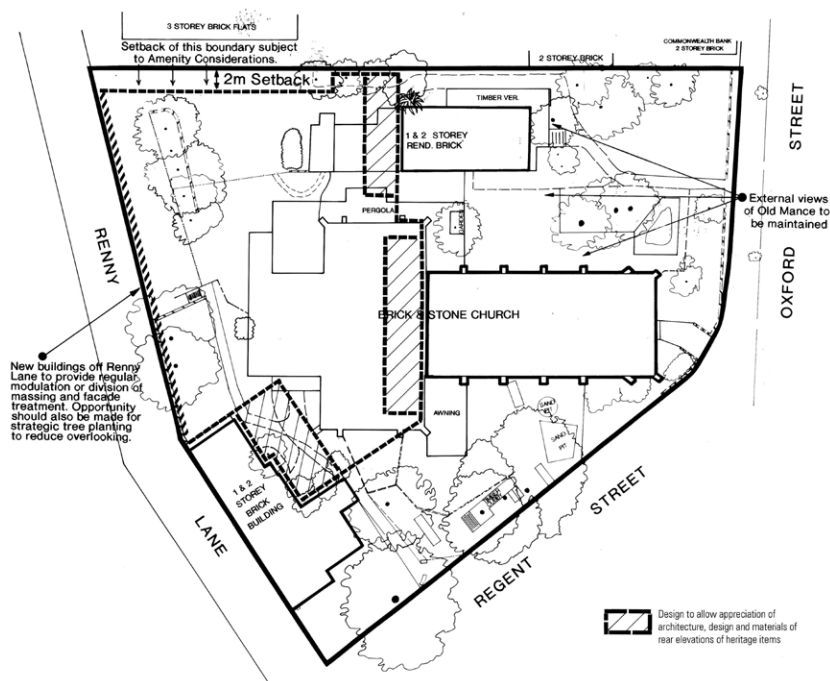 3 STOREY BRICK FLATS
Setback of this boundary subject
to Amenity Considerations.
2m Setback
2 STOREY BRICK
COMMONWEALTH BANK
2 STOREY BRICK
TIMBER VER.
1 & 2 STOREY
REND. BRICK
STREET
OXFORD
External views
of Old Mance to
be maintained
PERGOLA
RENNY
BRICK & STONE CHURCH
New buildings off Renny
Lane to provide regular
modulation or division of
massing and facade
treatment. Opportunity
should also be made for
strategic tree planting
to reduce overlooking.
AWNING
SAND
PIT
SAND
PIT
1 & 2
STOREY
BRICK
BUILDING
LANE
STREET
REGENT
Design to allow appreciation of
architecture, design and materials of
rear elevations of heritage items